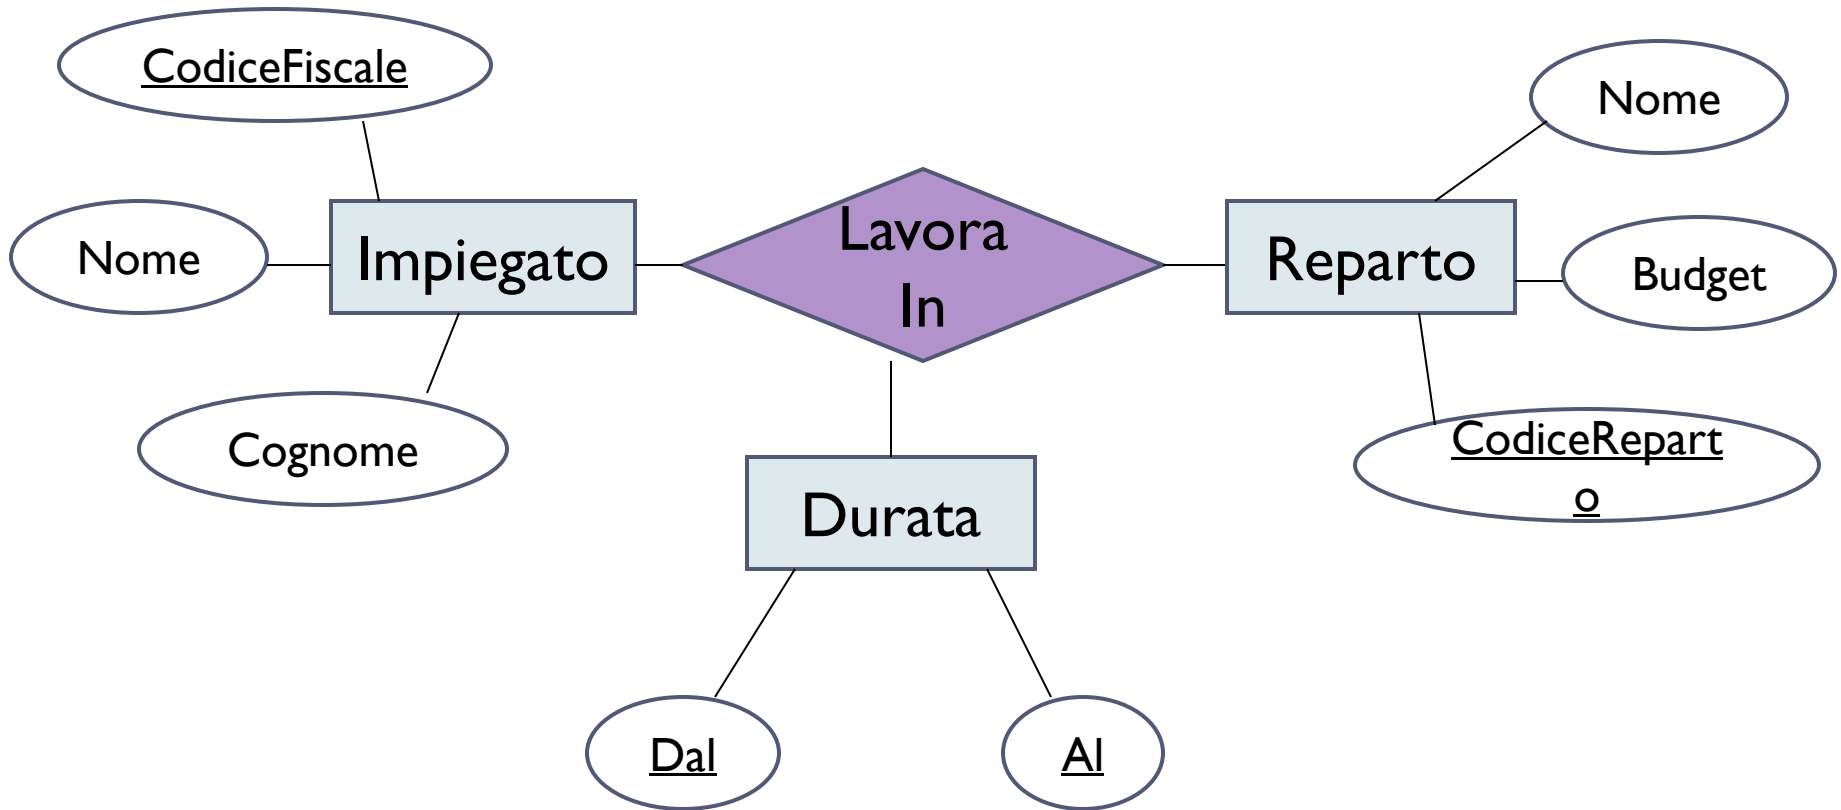 CodiceFiscale
Nome
Nome
Impiegato
Lavora
In
Reparto
Budget
Cognome
CodiceRepart
o
Durata
Dal
Al